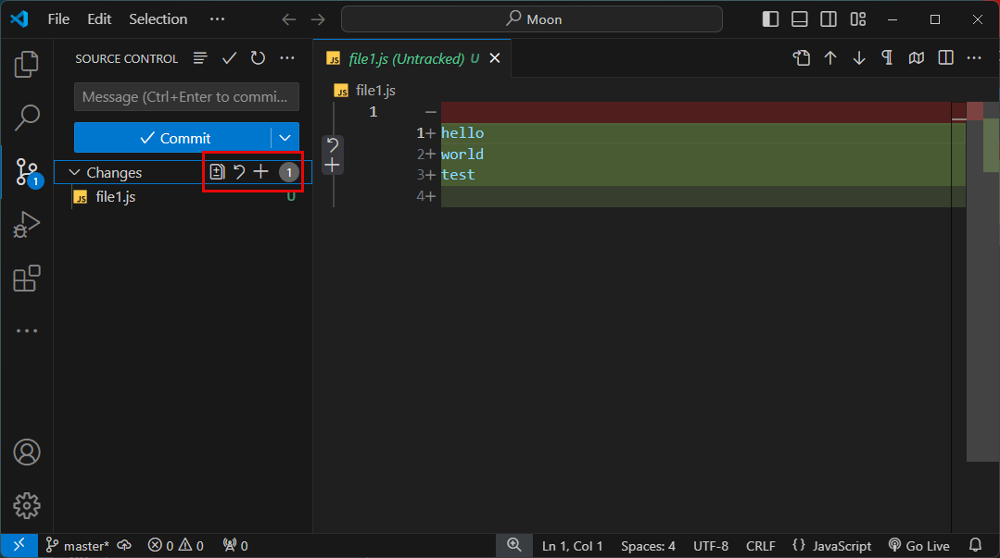 File Edit Selection ···
Moon
SOURCE CONTROL
Message (Ctrl+Enter to commi...
Commit
Changes 1
JS file1.js U
1
JS file1.js (Untracked) U
JS file1.js
1 −
1+ hello
2+ world
3+ test
4+
master* 0 0 0
Ln 1, Col 1 Spaces: 4 UTF-8 CRLF {} JavaScript Go Live